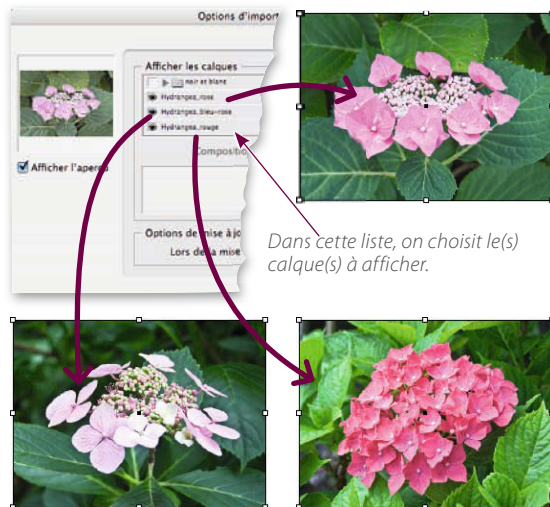 Options d'import
Afficher les calques
noir et blanc
Hydrangea_rose
Hydrangea_bleu-rose
Hydrangea_rouge
Compositio
Afficher l'aperçu
Options de mise à jo
Lors de la mise
Dans cette liste, on choisit le(s)
calque(s) à afficher.